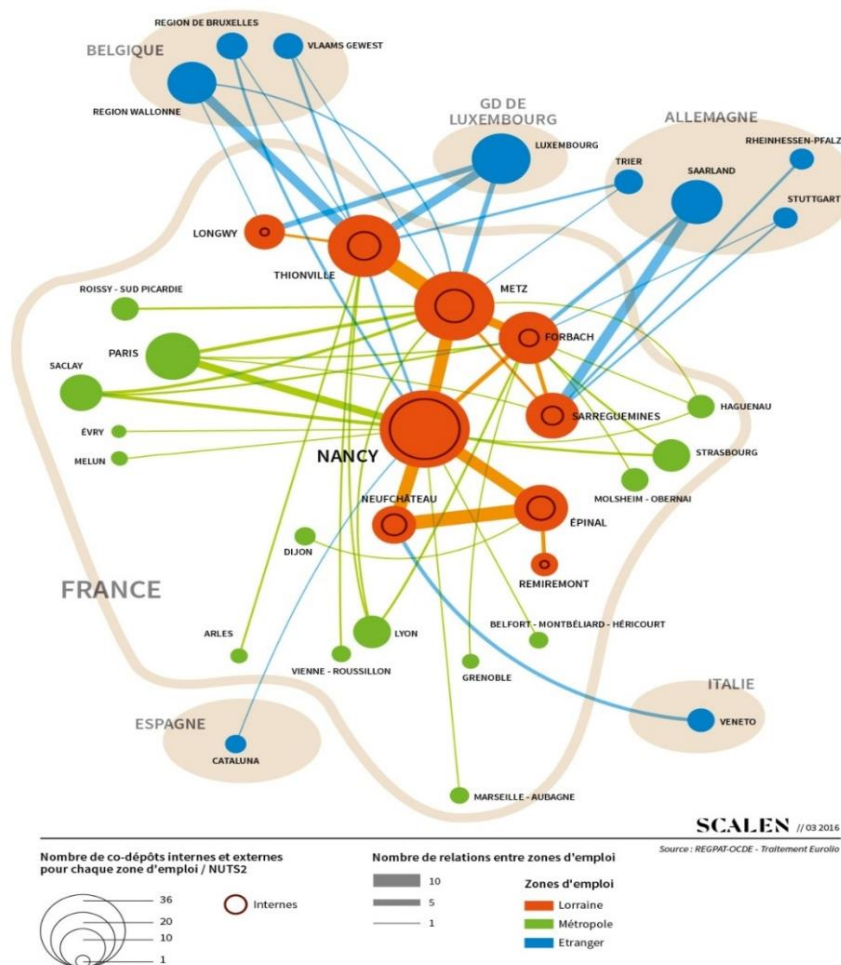 REGION DE BRUXELLES
BELGIQUE
VLAAMS GEWEST
REGION WALLONNE
GD DE
LUXEMBOURG
LUXEMBOURG
ALLEMAGNE
RHEINHESSEN-PFALZ
TRIER
SAARLAND
STUTTGART
LONGWY
THIONVILLE
METZ
ROISSY - SUD PICARDIE
FORBACH
PARIS
SACLAY
HAGUENAU
SARREGUEMINES
ÉVRY
STRASBOURG
NANCY
MELUN
MOLSHEIM - OBERNAI
NEUFCHÂTEAU
ÉPINAL
DIJON
FRANCE
REMIREMONT
BELFORT - MONTBÉLIARD - HÉRICOURT
ARLES
LYON
VIENNE - ROUSSILLON
GRENOBLE
ITALIE
ESPAGNE
VENETO
CATALUNA
MARSEILLE - AUBAGNE
SCALEN // 03 2016
Source : REGPAT-OCDE - Traitement Eurolio
Nombre de co-dépôts internes et externes
pour chaque zone d'emploi / NUTS2
36
20
10
1
Internes
Nombre de relations entre zones d'emploi
10
5
1
Zones d'emploi
Lorraine
Métropole
Etranger